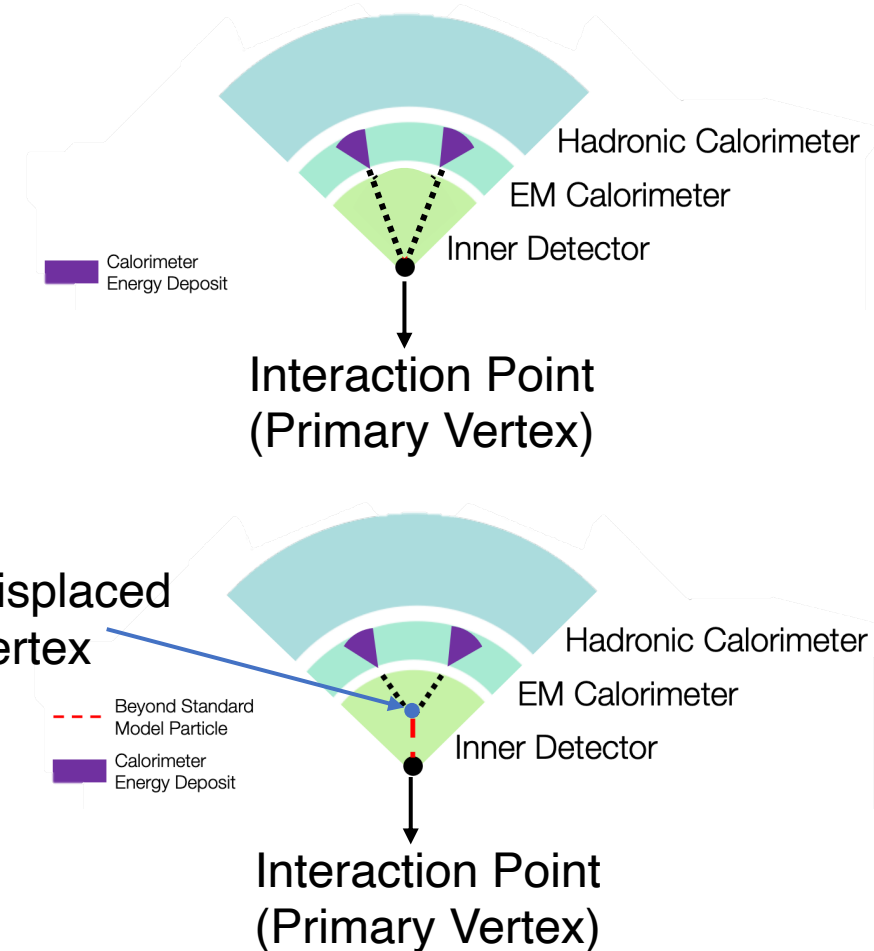 Hadronic Calorimeter
EM Calorimeter
Inner Detector
Calorimeter
Energy Deposit
Interaction Point
(Primary Vertex)
isplaced
ertex
Hadronic Calorimeter
EM Calorimeter
Beyond Standard
Model Particle
Inner Detector
Calorimeter
Energy Deposit
Interaction Point
(Primary Vertex)